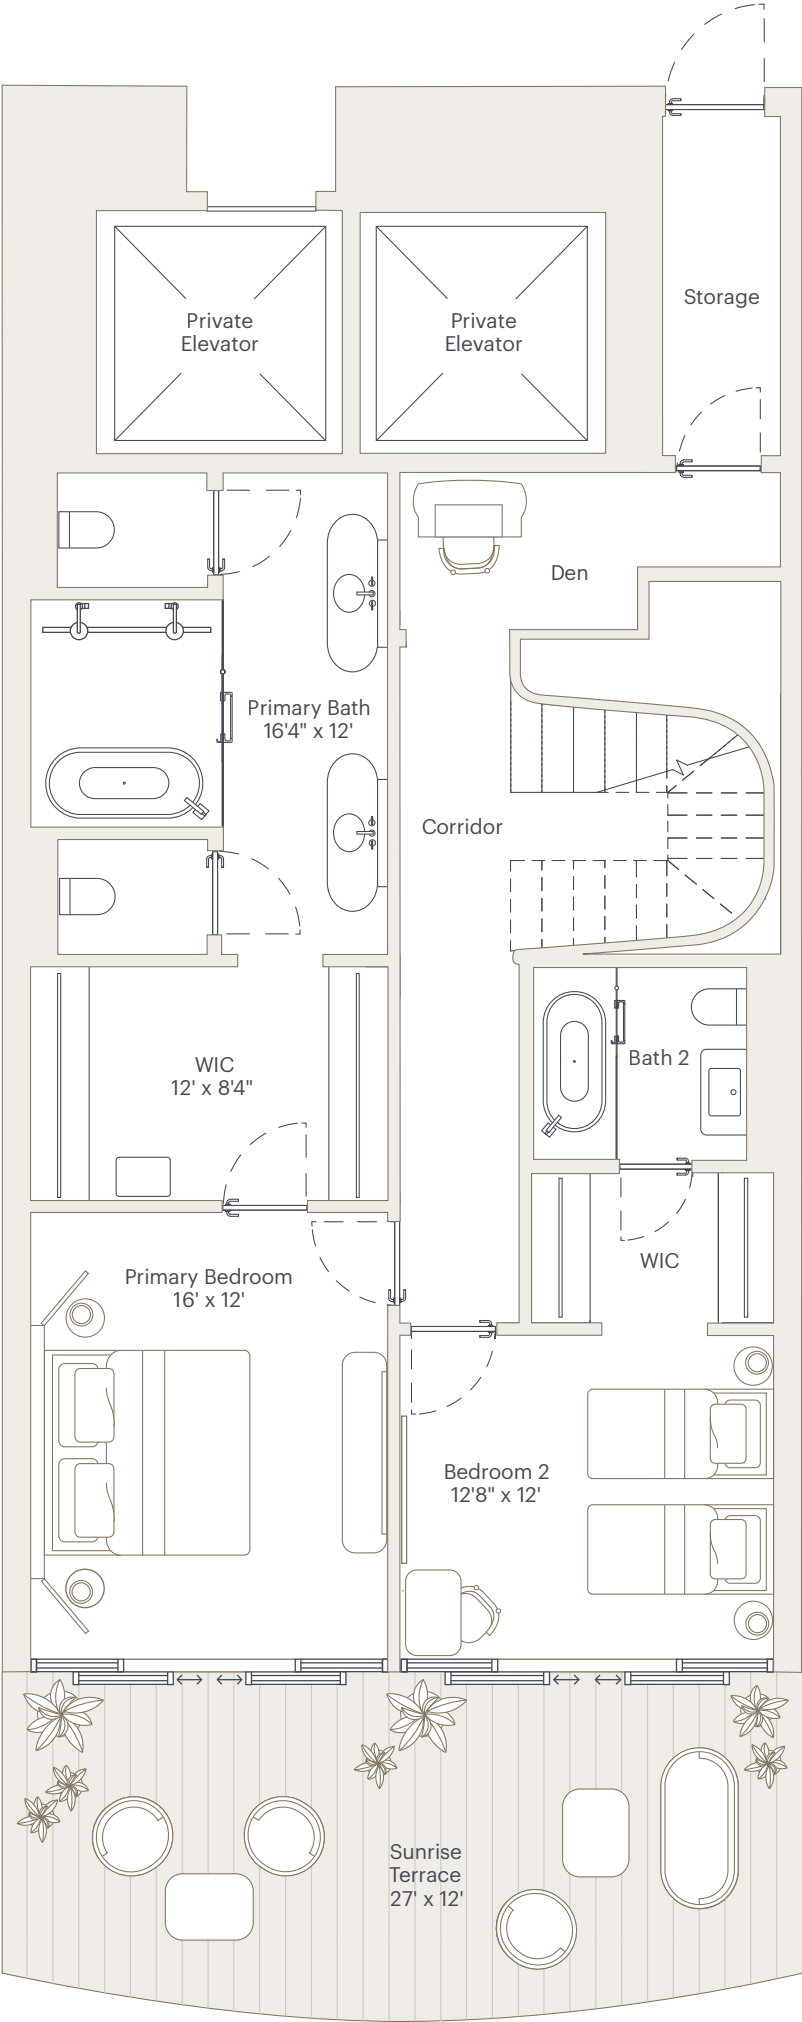 Storage
Private
Elevator
Private
Elevator
Den
Primary Bath
16'4" x 12'
Corridor
WIC
12' x 8'4"
Bath 2
WIC
Primary Bedroom
16' x 12'
Bedroom 2
12'8" x 12'
Sunrise
Terrace
27' x 12'